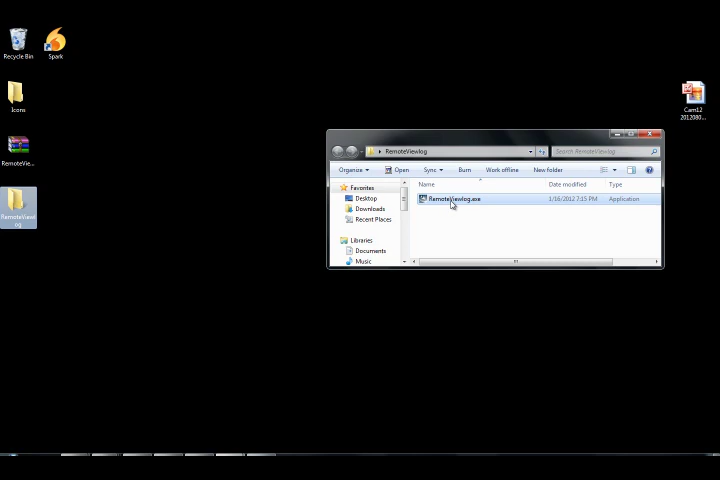 Recycle Bin
Spark
Icons
RemoteVie...
RemoteViewl
og
Cam12
2012080...
RemoteViewlog
Search RemoteViewlog
Organize
Open
Sync
Burn
Work offline
New folder
Favorites
Desktop
Downloads
Recent Places
Libraries
Documents
Music
Name
Date modified
Type
RemoteViewlog.exe
1/16/2012 7:15 PM
Application